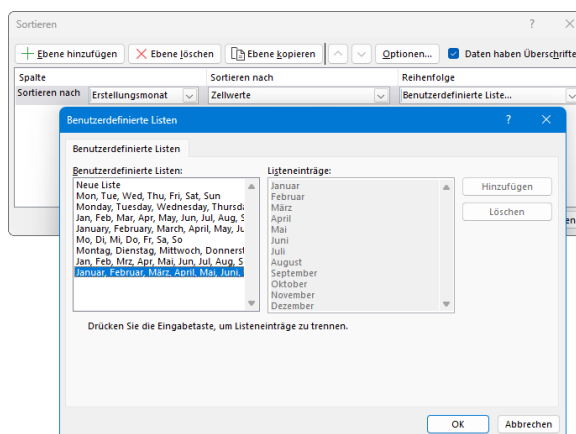 Sortieren ? ×
Ebene hinzufügen Ebene löschen Ebene kopieren Optionen... Daten haben Überschrifte
Spalte Sortieren nach Reihenfolge
Sortieren nach Erstellungsmonat Zellwerte Benutzerdefinierte Liste...
Benutzerdefinierte Listen ? ×
Benutzerdefinierte Listen
Benutzerdefinierte Listen: Listeneinträge:
Neue Liste
Mon, Tue, Wed, Thu, Fri, Sat, Sun
Monday, Tuesday, Wednesday, Thursda
Jan, Feb, Mar, Apr, May, Jun, Jul, Aug, S
January, February, March, April, May, Ju
Mo, Di, Mi, Do, Fr, Sa, So
Montag, Dienstag, Mittwoch, Donnerst
Jan, Feb, Mrz, Apr, Mai, Jun, Jul, Aug, S
Januar, Februar, März, April, Mai, Juni,
Januar
Februar
März
April
Mai
Juni
Juli
August
September
Oktober
November
Dezember
Hinzufügen
Löschen
en
Drücken Sie die Eingabetaste, um Listeneinträge zu trennen.
OK Abbrechen